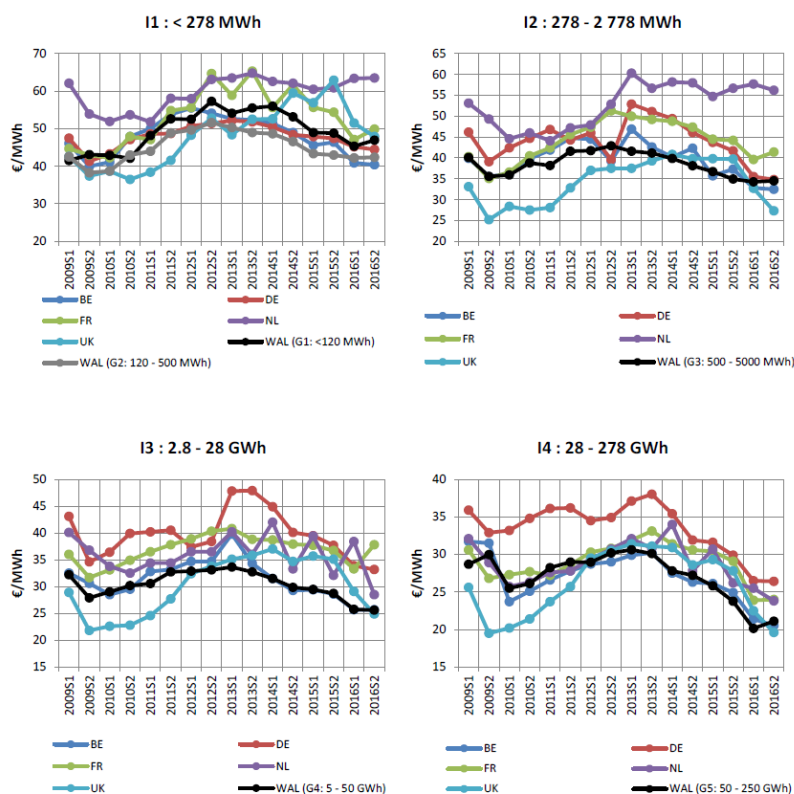 I1 : < 278 MWh
70
60
50
40
30
20
€/MWh
2009S1 2009S2 2010S1 2010S2 2011S1 2011S2 2012S1 2012S2 2013S1 2013S2 2014S1 2014S2 2015S1 2015S2 2016S1 2016S2
BE DE
FR NL
UK WAL (G1: <120 MWh)
WAL (G2: 120 - 500 MWh)
I2 : 278 - 2 778 MWh
65
60
55
50
45
40
35
30
25
20
€/MWh
2009S1 2009S2 2010S1 2010S2 2011S1 2011S2 2012S1 2012S2 2013S1 2013S2 2014S1 2014S2 2015S1 2015S2 2016S1 2016S2
BE DE
FR NL
UK WAL (G3: 500 - 5000 MWh)
I3 : 2.8 - 28 GWh
50
45
40
35
30
25
20
15
€/MWh
2009S1 2009S2 2010S1 2010S2 2011S1 2011S2 2012S1 2012S2 2013S1 2013S2 2014S1 2014S2 2015S1 2015S2 2016S1 2016S2
BE DE
FR NL
UK WAL (G4: 5 - 50 GWh)
I4 : 28 - 278 GWh
40
35
30
25
20
15
€/MWh
2009S1 2009S2 2010S1 2010S2 2011S1 2011S2 2012S1 2012S2 2013S1 2013S2 2014S1 2014S2 2015S1 2015S2 2016S1 2016S2
BE DE
FR NL
UK WAL (G5: 50 - 250 GWh)